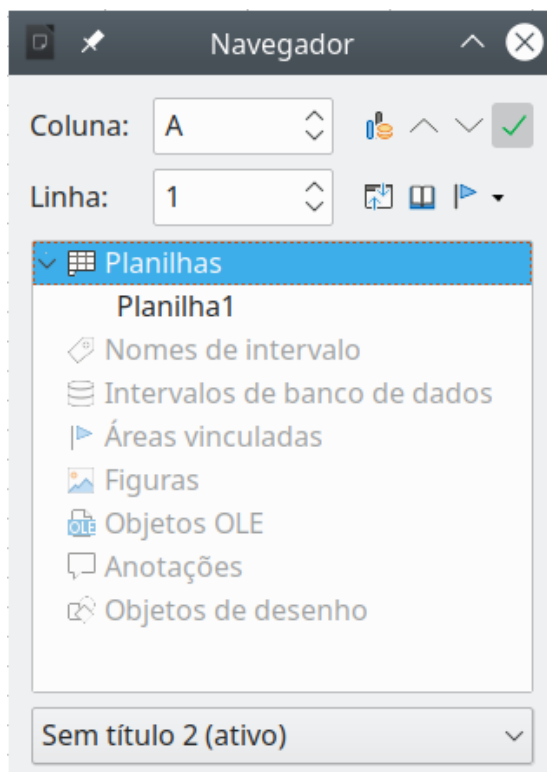 Navegador
Coluna: A
Linha: 1
Planilhas
Planilha1
Nomes de intervalo
Intervalos de banco de dados
Áreas vinculadas
Figuras
OLE Objetos OLE
Anotações
Objetos de desenho
Sem título 2 (ativo)